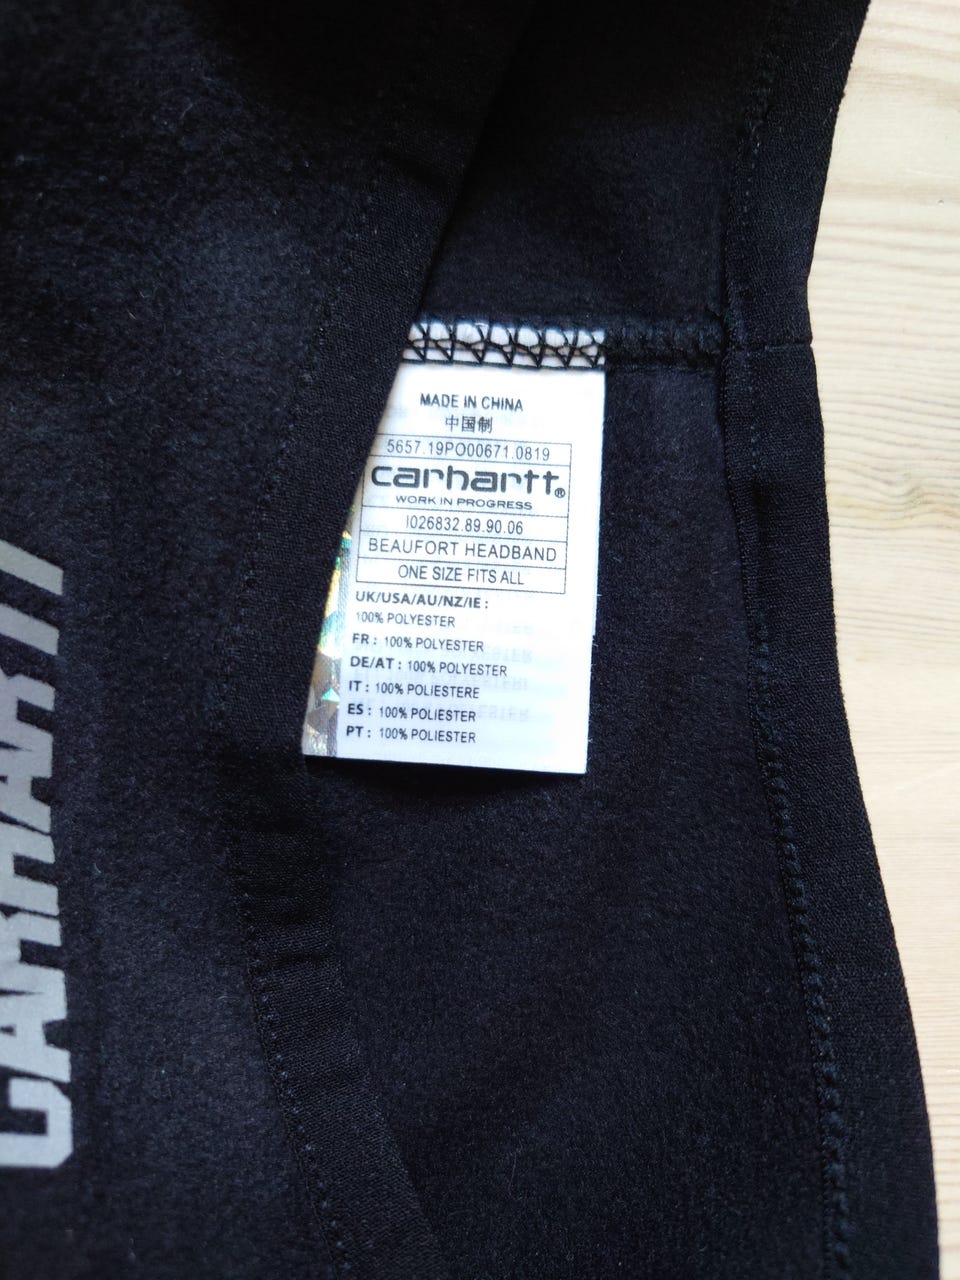 MADE IN CHINA
中国制
5657.19PO00671.0819
carhartt®
WORK IN PROGRESS
I026832.89.90.06
BEAUFORT HEADBAND
ONE SIZE FITS ALL
UK/USA/AU/NZ/IE :
100% POLYESTER
FR : 100% POLYESTER
DE/AT : 100% POLYESTER
IT : 100% POLIESTERE
ES : 100% POLIESTER
PT : 100% POLIESTER
CARHARTT